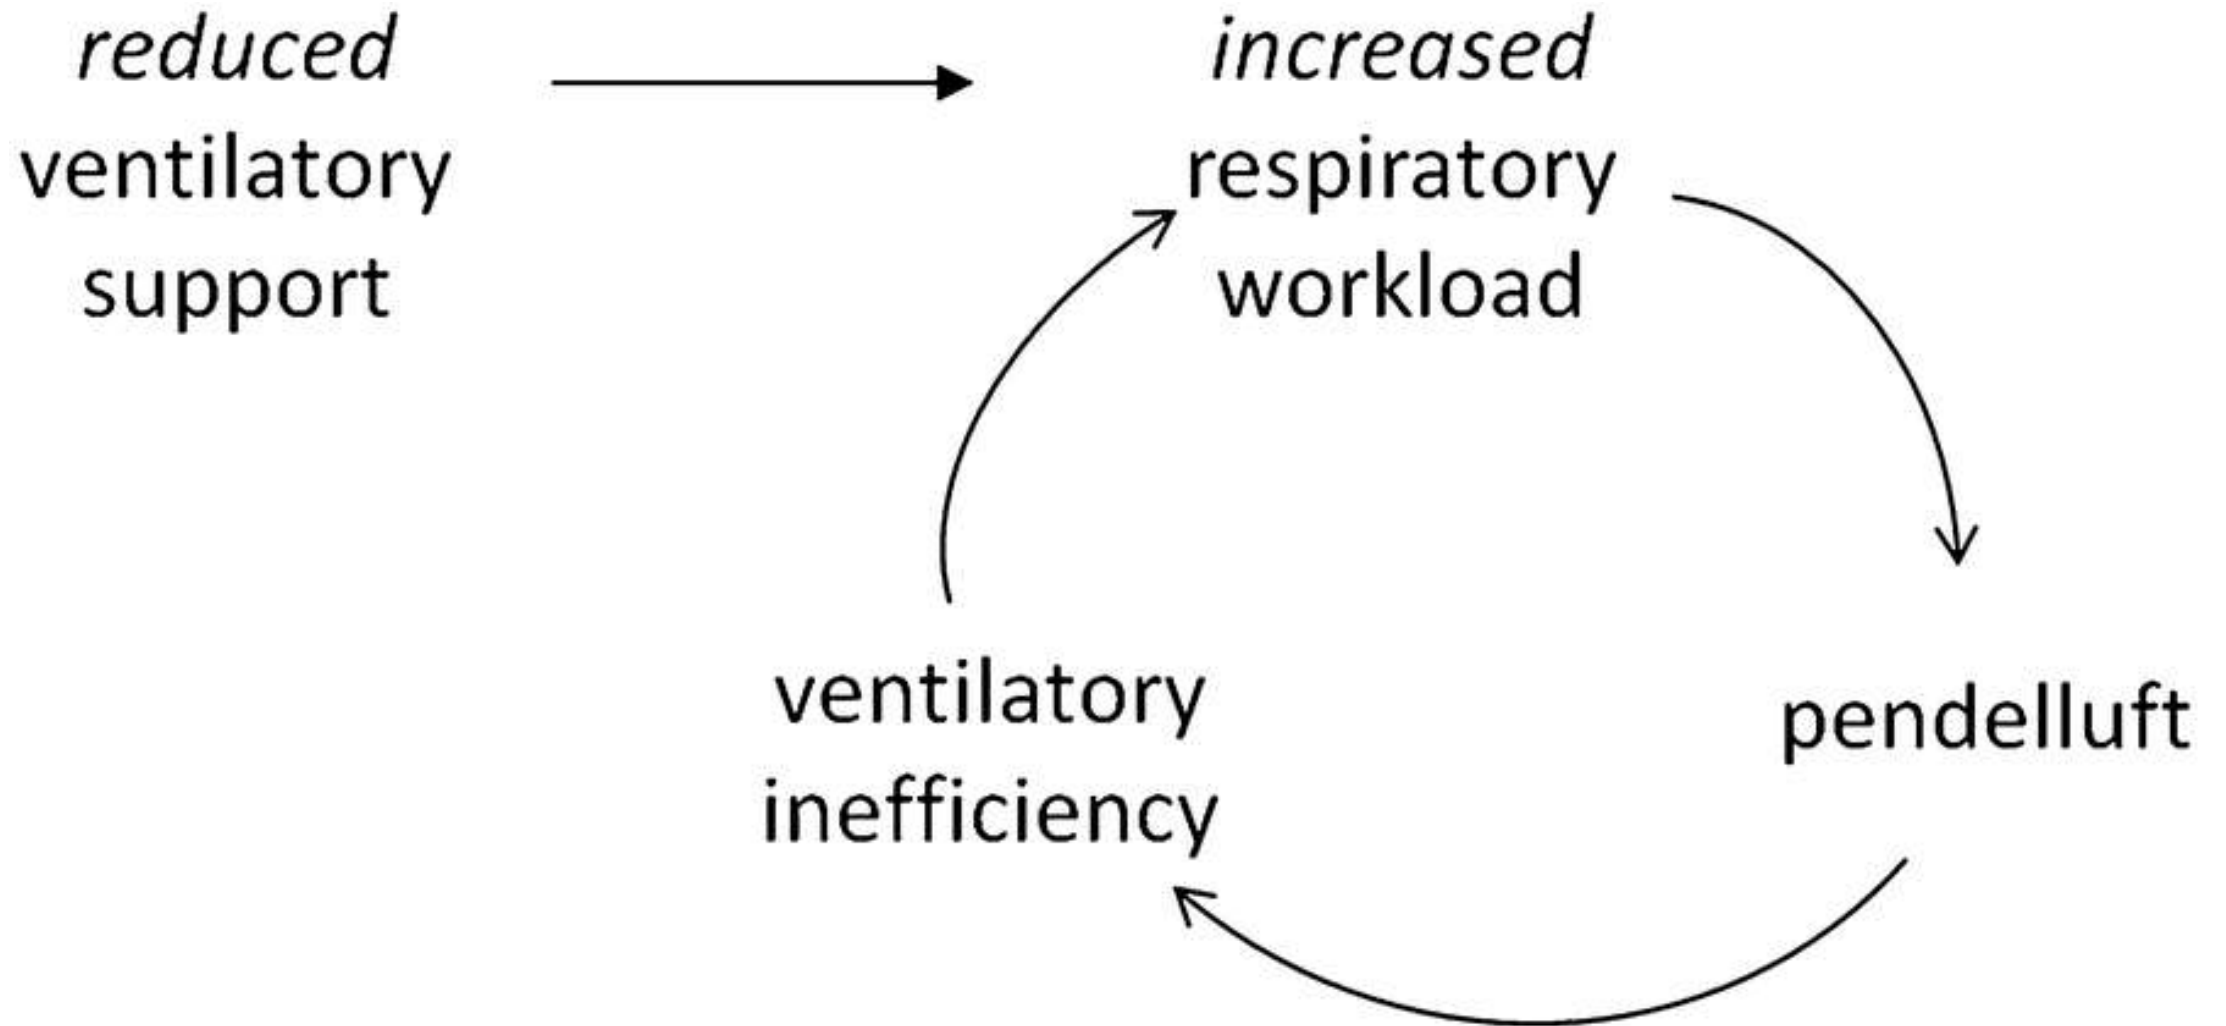 reduced
ventilatory
support
increased
respiratory
workload
pendelluft
ventilatory
inefficiency